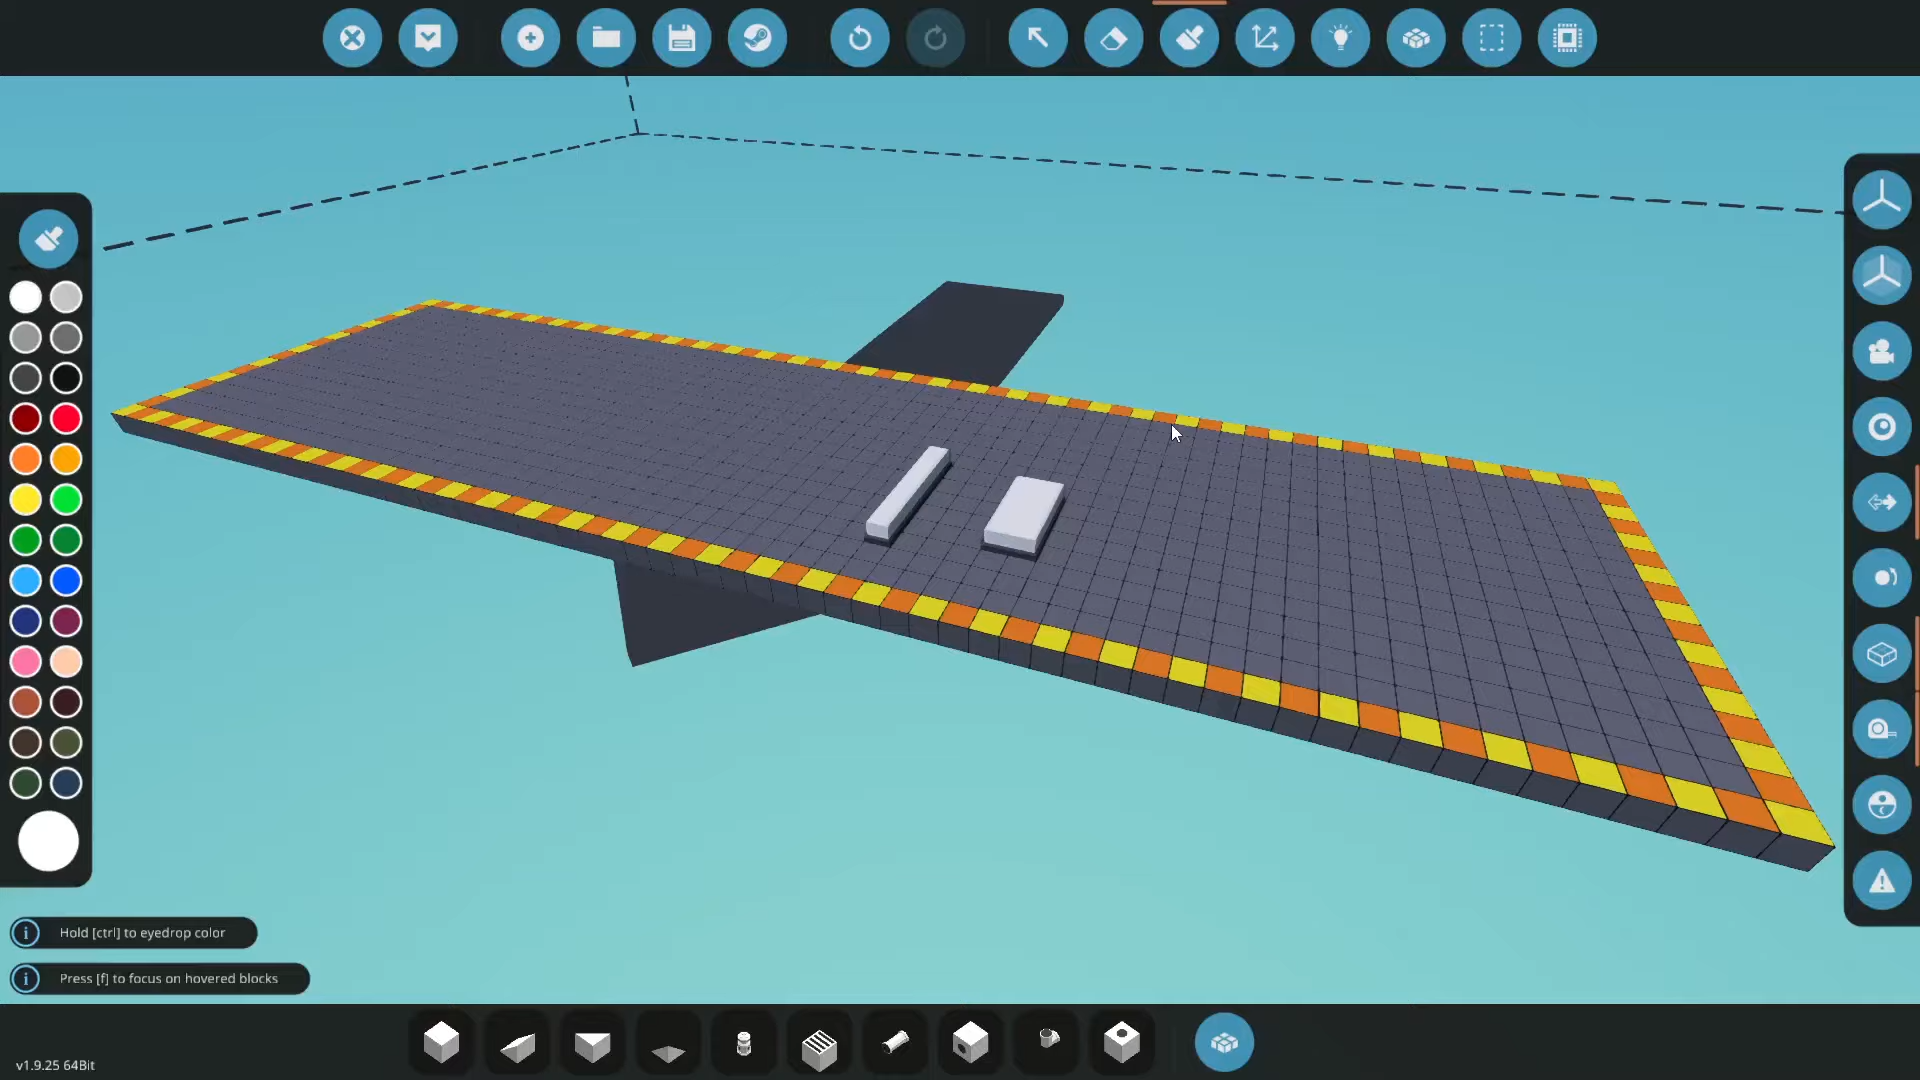 Hold [ctrl] to eyedrop color
Press [f] to focus on hovered blocks
v1.9.25 64Bit